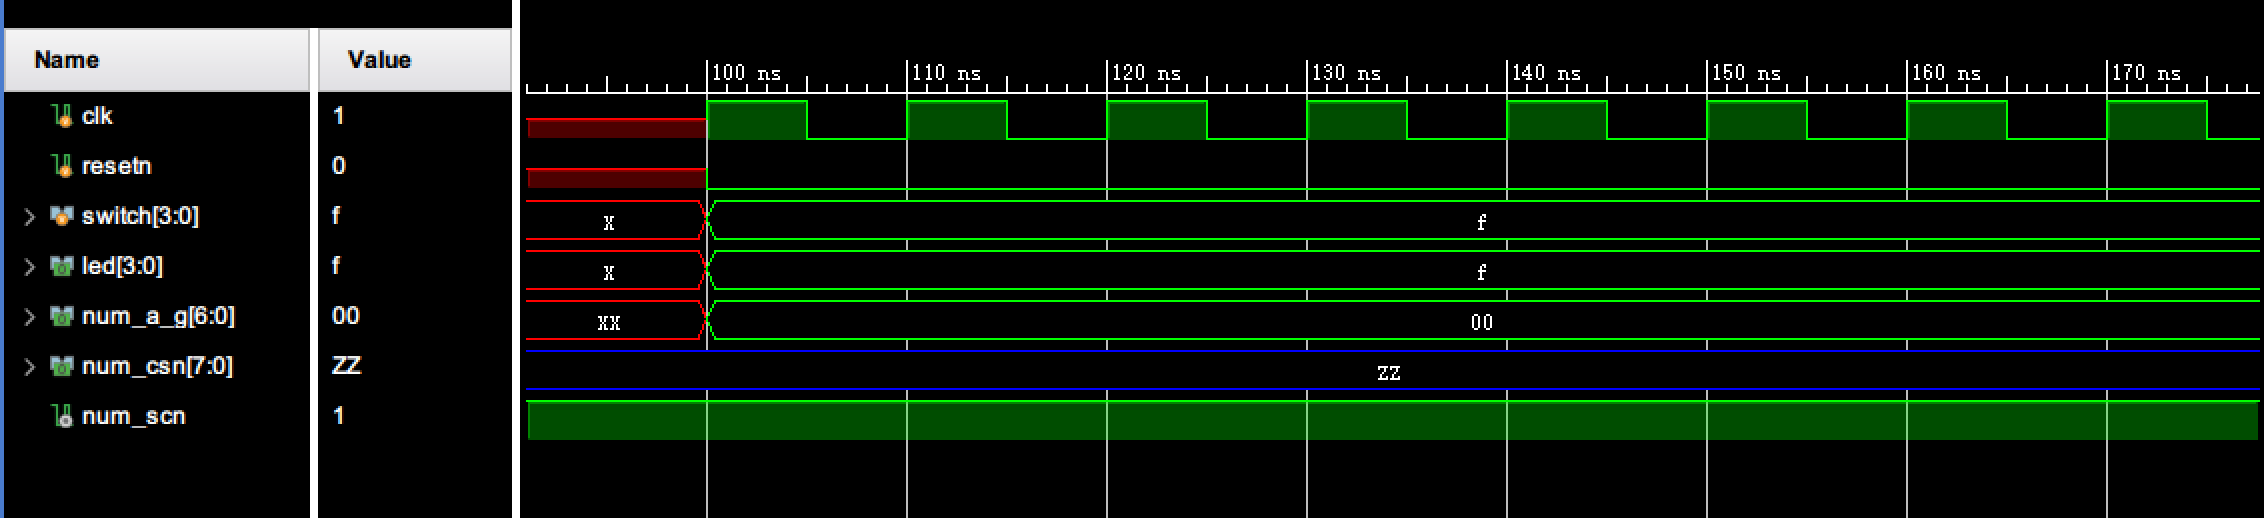 Name Value
100 ns 110 ns 120 ns 130 ns 140 ns 150 ns 160 ns 170 ns
clk 1
resetn 0
switch[3:0] f X f
led[3:0] f X f
num_a_g[6:0] 00 XX 00
num_csn[7:0] ZZ ZZ
num_scn 1